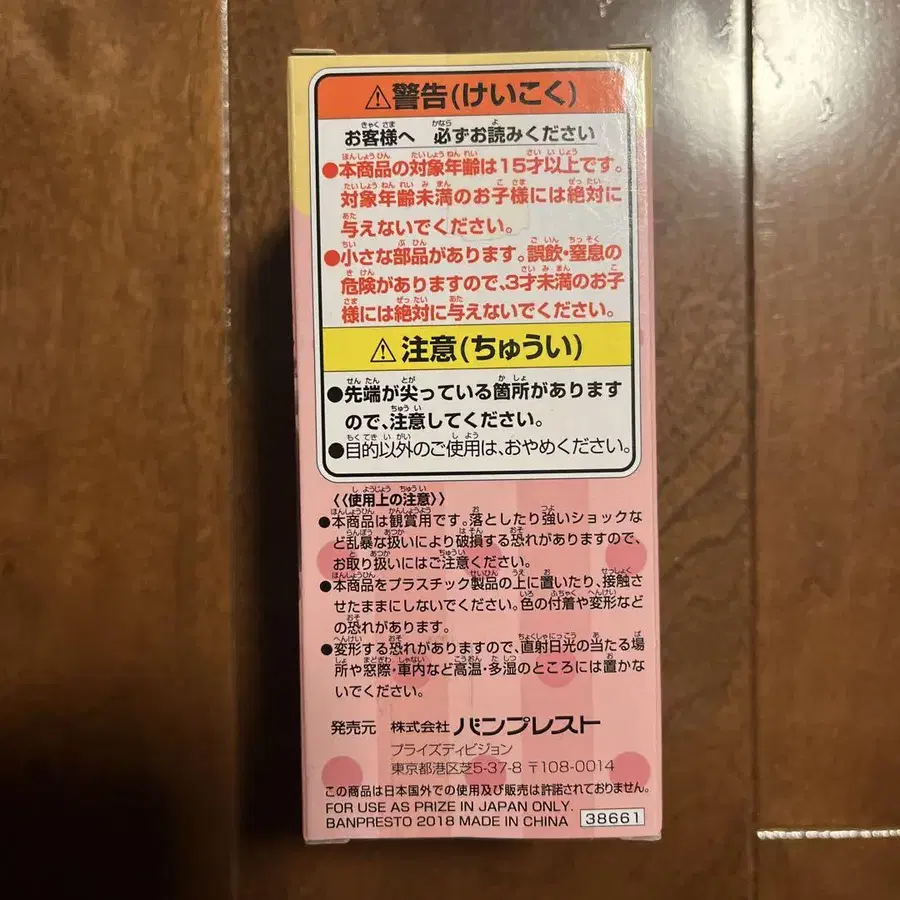 ⚠警告(けいこく)
お客様へ 必ずお読みください
●本商品の対象年齢は15才以上です。
対象年齢未満のお子様には絶対に
与えないでください。
●小さな部品があります。誤飲・窒息の
危険がありますので、3才未満のお子
様には絶対に与えないでください。
⚠注意(ちゅうい)
●先端が尖っている箇所があります
ので、注意してください。
●目的以外のご使用は、おやめください。
《使用上の注意》
●本商品は観賞用です。落としたり強いショックな
ど乱暴な扱いにより破損する恐れがありますので、
お取り扱いにはご注意ください。
●本商品をプラスチック製品の上に置いたり、接触さ
せたままにしないでください。色の付着や変形など
の恐れがあります。
●変形する恐れがありますので、直射日光の当たる場
所や窓際・車内など高温・多湿のところには置かな
いでください。
発売元 株式会社 バンプレスト
プライズディビジョン
東京都港区芝5-37-8 〒108-0014
この商品は日本国外での使用及び販売は許諾されておりません。
FOR USE AS PRIZE IN JAPAN ONLY.
BANPRESTO 2018 MADE IN CHINA 38661